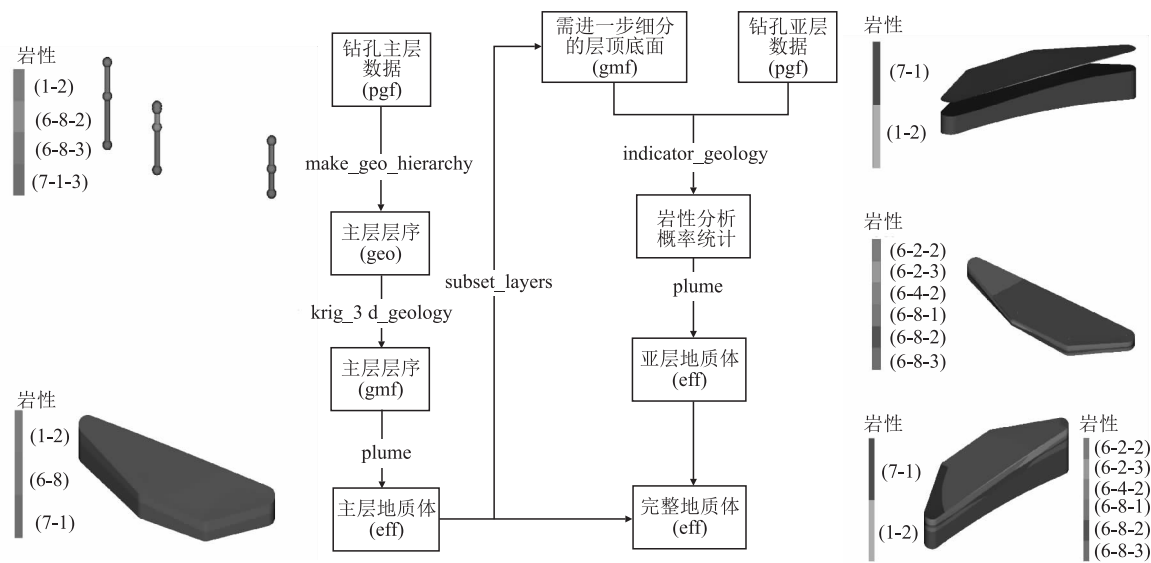 岩性
(1-2)
(6-8-2)
(6-8-3)
(7-1-3)
岩性
(1-2)
(6-8)
(7-1)
钻孔主层
数据
(pgf)
make_geo_hierarchy
主层层序
(geo)
krig_3 d_geology
主层层序
(gmf)
plume
主层地质体
(eff)
subset_layers
需进一步细分
的层顶底面
(gmf)
钻孔亚层
数据
(pgf)
indicator_geology
岩性分析
概率统计
plume
亚层地质体
(eff)
完整地质体
(eff)
岩性
(7-1)
(1-2)
岩性
(6-2-2)
(6-2-3)
(6-4-2)
(6-8-1)
(6-8-2)
(6-8-3)
岩性
(7-1)
(1-2)
岩性
(6-2-2)
(6-2-3)
(6-4-2)
(6-8-1)
(6-8-2)
(6-8-3)